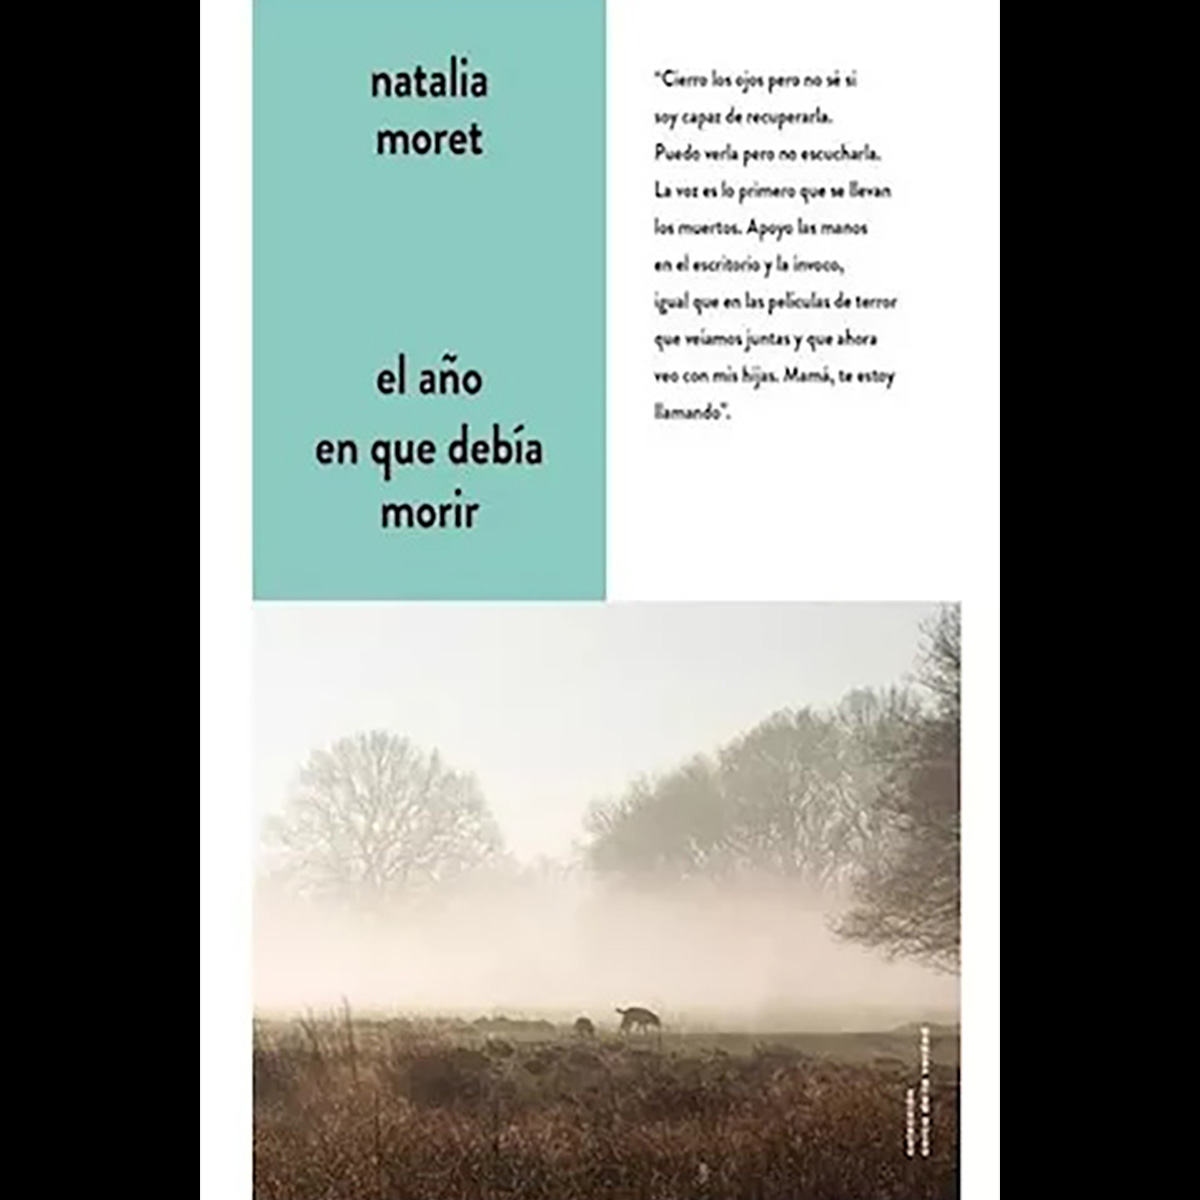 natalia
moret
el año
en que debía
morir
“Cierro los ojos pero no sé si
soy capaz de recuperarla.
Puedo verla pero no escucharla.
La voz es lo primero que se llevan
los muertos. Apoyo las manos
en el escritorio y la invoco,
igual que en las películas de terror
que veíamos juntas y que ahora
veo con mis hijas. Mamá, te estoy
llamando”.
colección